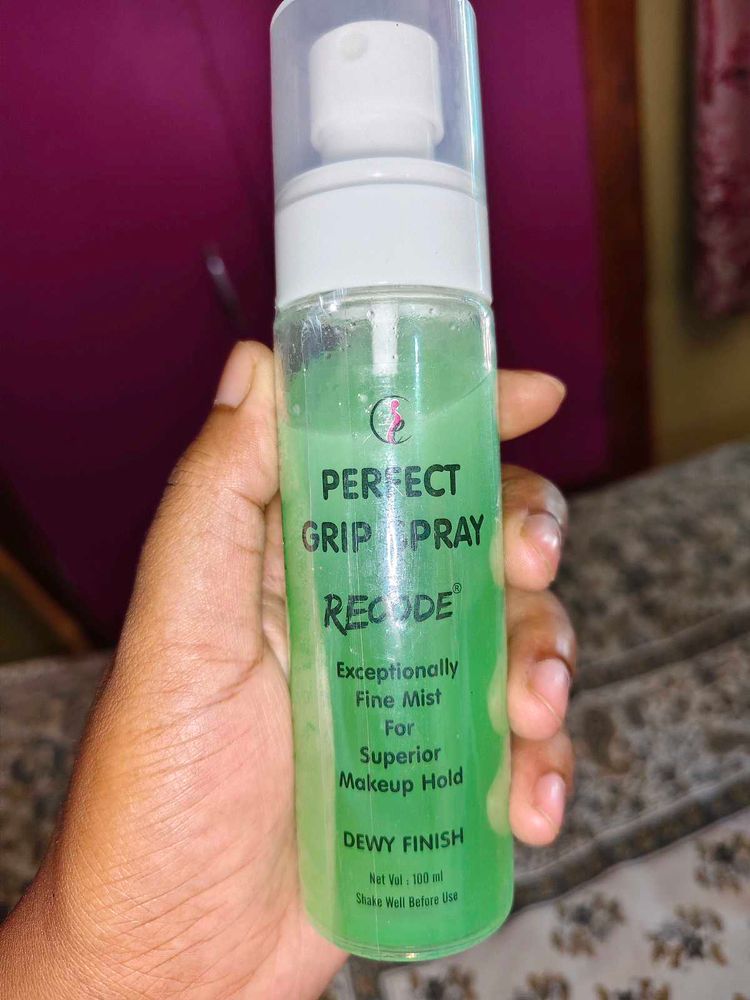 PERFECT
GRIP SPRAY
RECODE®
Exceptionally
Fine Mist
For
Superior
Makeup Hold
DEWY FINISH
Net Vol : 100 ml
Shake Well Before Use